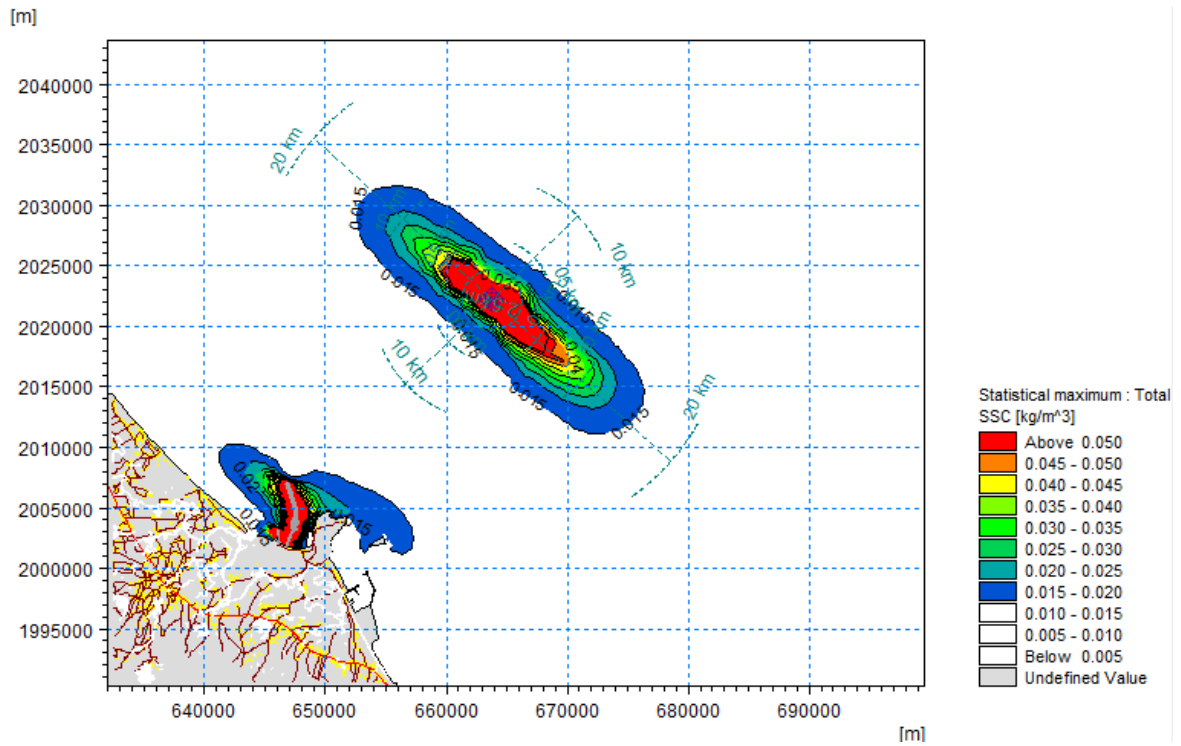 [m]
2040000
2035000
2030000
2025000
2020000
2015000
2010000
2005000
2000000
1995000
640000
650000
660000
670000
680000
690000
[m]
20 km
0.015
10 km
0.015
0.015
10 km
0.015
0.015
0.015
20 km
Statistical maximum : Total
SSC [kg/m^3]
Above 0.050
0.045 - 0.050
0.040 - 0.045
0.035 - 0.040
0.030 - 0.035
0.025 - 0.030
0.020 - 0.025
0.015 - 0.020
0.010 - 0.015
0.005 - 0.010
Below 0.005
Undefined Value